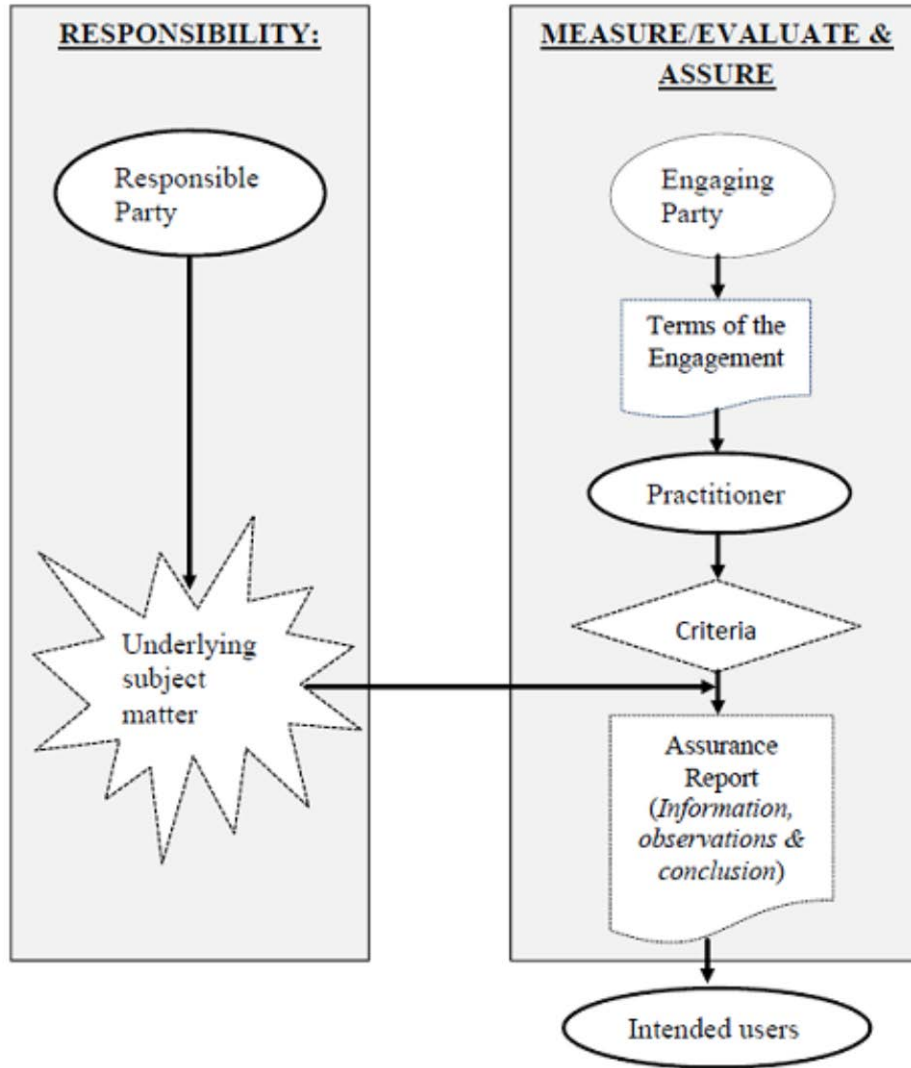 RESPONSIBILITY:
Responsible
Party
Underlying
subject
matter
MEASURE/EVALUATE &
ASSURE
Engaging
Party
Terms of the
Engagement
Practitioner
Criteria
Assurance
Report
(Information,
observations &
conclusion)
Intended users